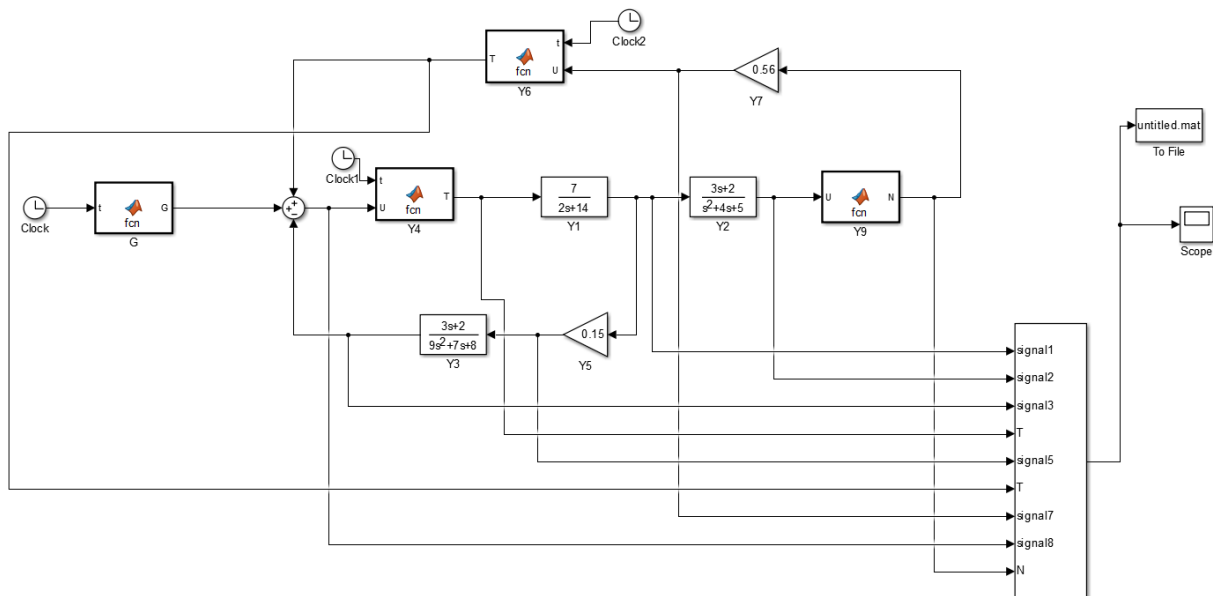 t
T
fcn
U
Y6
Clock2
0.56
Y7
untitled.mat
To File
Clock1
t
T
fcn
U
Y4
Clock
t
G
fcn
G
+
+
−
7
2s+14
Y1
3s+2
s²+4s+5
Y2
U
N
fcn
Y9
Scope
3s+2
9s²+7s+8
Y3
0.15
Y5
signal1
signal2
signal3
T
signal5
T
signal7
signal8
N